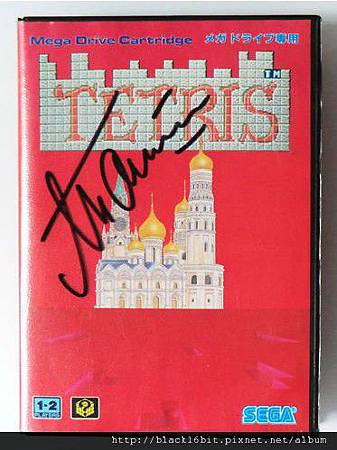 Mega Drive Cartridge メガドライブ専用
TETRIS TM
1-2
PLAYERS
SEGA
http://black16bit.pixnet.net/album